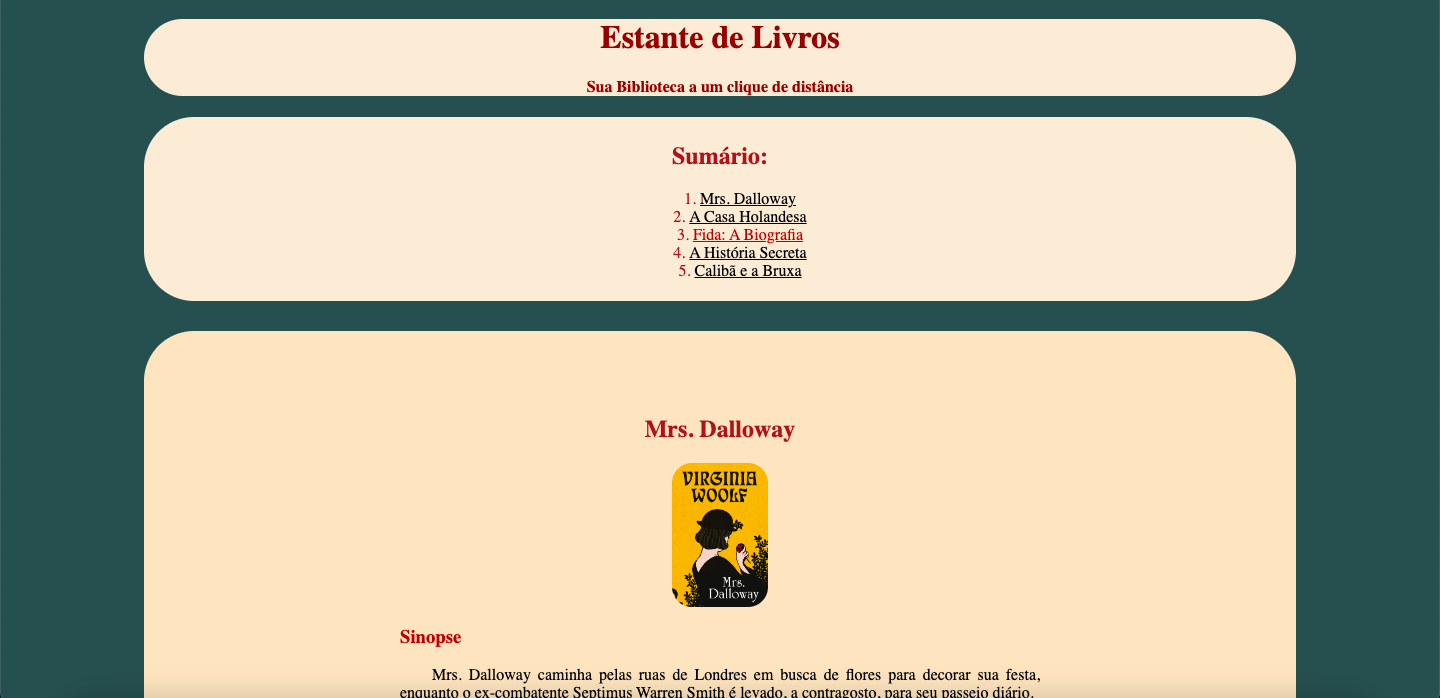 Estante de Livros
Sua Biblioteca a um clique de distância
Sumário:
1. Mrs. Dalloway
2. A Casa Holandesa
3. Fida: A Biografia
4. A História Secreta
5. Calibã e a Bruxa
Mrs. Dalloway
VIRGINIA
WOOLF
Mrs.
Dalloway
Sinopse
Mrs. Dalloway caminha pelas ruas de Londres em busca de flores para decorar sua festa,
enquanto o ex-combatente Septimus Warren Smith é levado, a contragosto, para seu passeio diário.